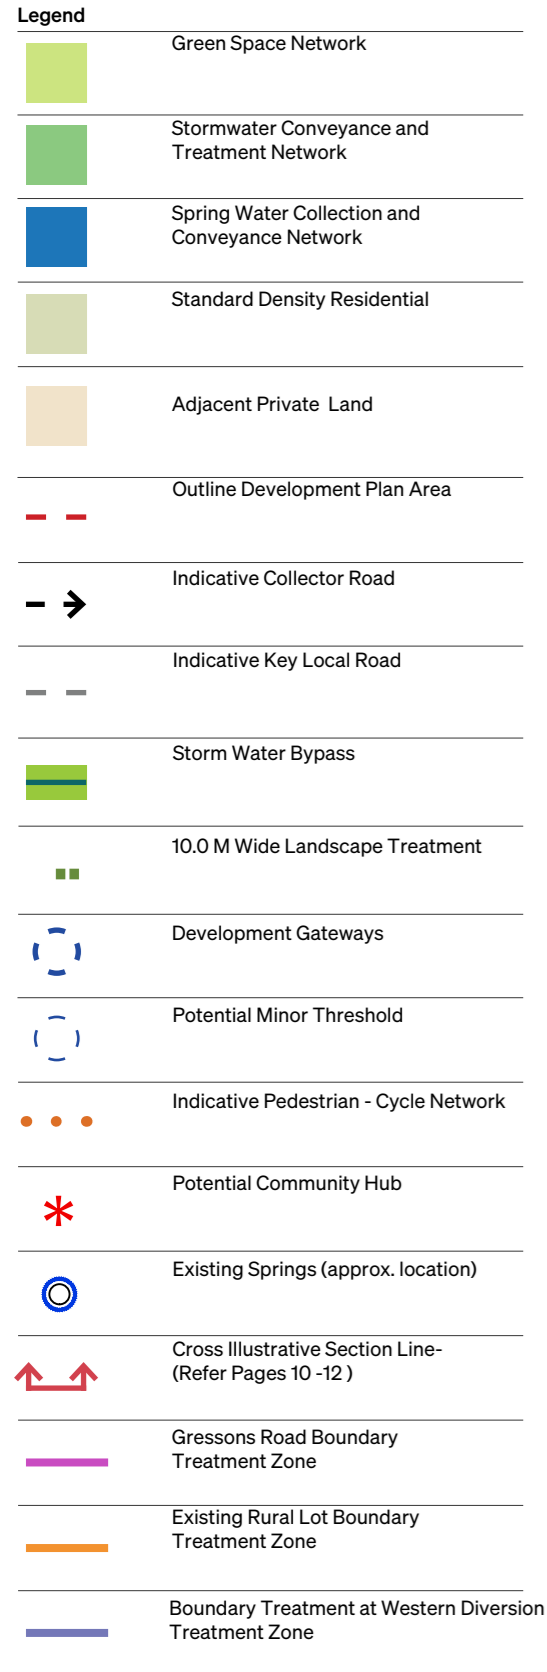 Legend
Green Space Network
Stormwater Conveyance and
Treatment Network
Spring Water Collection and
Conveyance Network
Standard Density Residential
Adjacent Private Land
Outline Development Plan Area
Indicative Collector Road
Indicative Key Local Road
Storm Water Bypass
10.0 M Wide Landscape Treatment
Development Gateways
Potential Minor Threshold
Indicative Pedestrian - Cycle Network
Potential Community Hub
Existing Springs (approx. location)
Cross Illustrative Section Line-
(Refer Pages 10 -12 )
Gressons Road Boundary
Treatment Zone
Existing Rural Lot Boundary
Treatment Zone
Boundary Treatment at Western Diversion
Treatment Zone